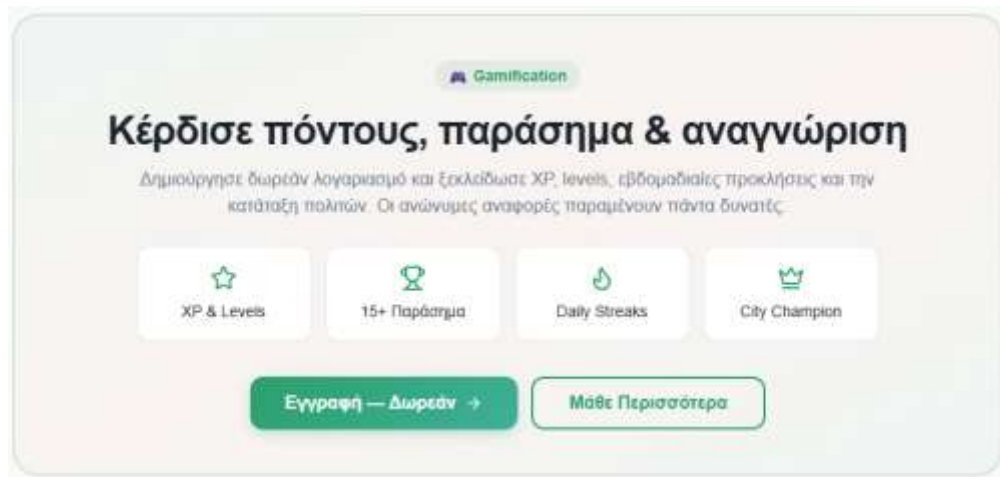 Gamification
Κέρδισε πόντους, παράσημα & αναγνώριση
Δημιούργησε δωρεάν λογαριασμό και ξεκλείδωσε XP, levels, εβδομαδιαίες προκλήσεις και την
κατάταξη πολιτών. Οι ανώνυμες αναφορές παραμένουν πάντα δυνατές.
XP & Levels
15+ Παράσημα
Daily Streaks
City Champion
Εγγραφή — Δωρεάν →
Μάθε Περισσότερα